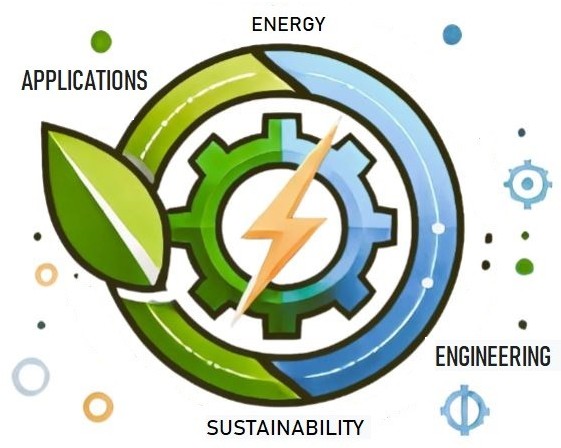 ENERGY
APPLICATIONS
ENGINEERING
SUSTAINABILITY